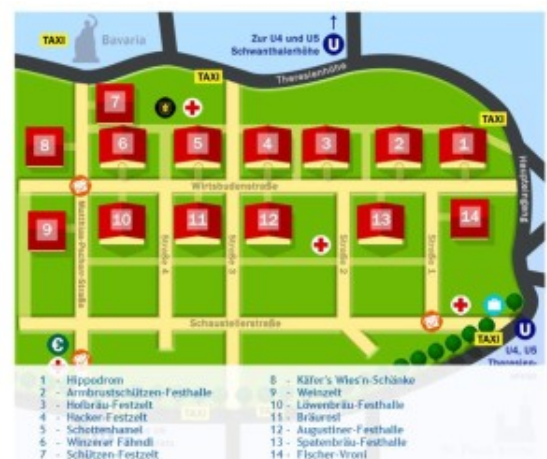 TAXI
Bavaria
Zur U4 und U5
Schwanthalerhöhe
U
TAXI
Theresienhöhe
TAXI
7
8
6
5
4
3
2
1
Haupteingang
Wirtsbudenstraße
9
10
11
12
13
14
Matthias-Pschorr-Straße
Straße 4
Straße 3
Straße 2
Straße 1
Schaustellerstraße
€
TAXI
U
U4, U5
Theresien-
1 - Hippodrom
2 - Armbrustschützen-Festhalle
3 - Hofbräu-Festzelt
4 - Hacker-Festzelt
5 - Schottenhamel
6 - Winzerer Fähndl
7 - Schützen-Festzelt
8 - Käfer's Wies'n-Schänke
9 - Weinzelt
10 - Löwenbräu-Festhalle
11 - Bräurosl
12 - Augustiner-Festhalle
13 - Spatenbräu-Festhalle
14 - Fischer-Vroni